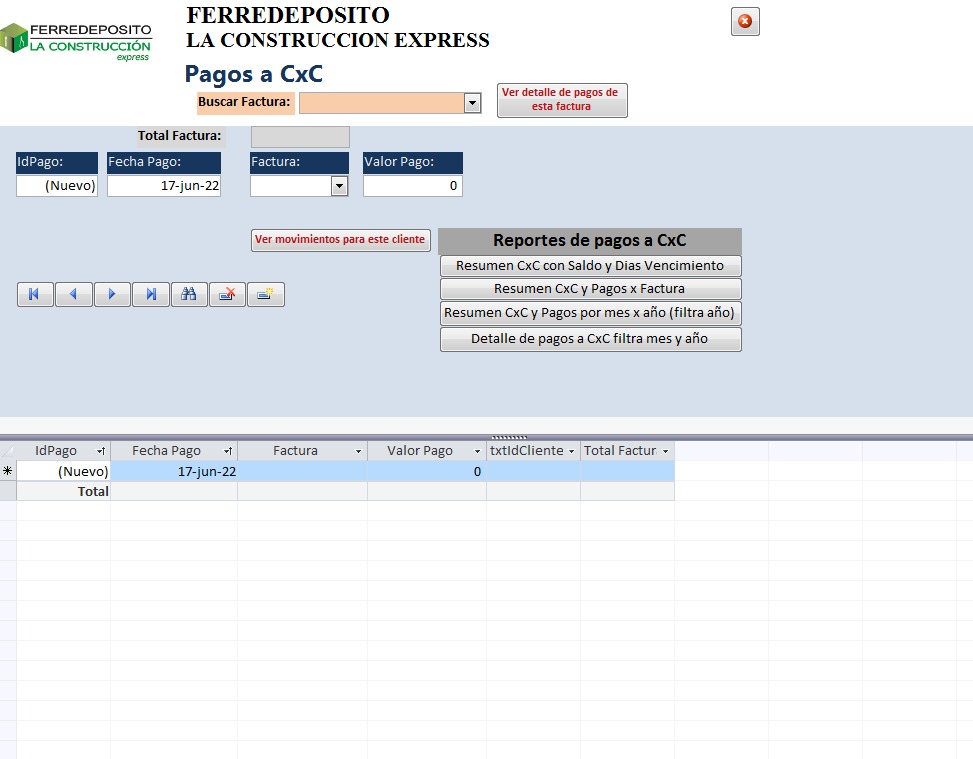 FERREDEPOSITO
LA CONSTRUCCIÓN
express
FERREDEPOSITO
LA CONSTRUCCION EXPRESS
Pagos a CxC
Buscar Factura:
Ver detalle de pagos de
esta factura
Total Factura:
IdPago: Fecha Pago: Factura: Valor Pago:
(Nuevo) 17-jun-22 0
Ver movimientos para este cliente
Reportes de pagos a CxC
Resumen CxC con Saldo y Dias Vencimiento
Resumen CxC y Pagos x Factura
Resumen CxC y Pagos por mes x año (filtra año)
Detalle de pagos a CxC filtra mes y año
IdPago Fecha Pago Factura Valor Pago txtIdCliente Total Factur
(Nuevo) 17-jun-22 0
Total